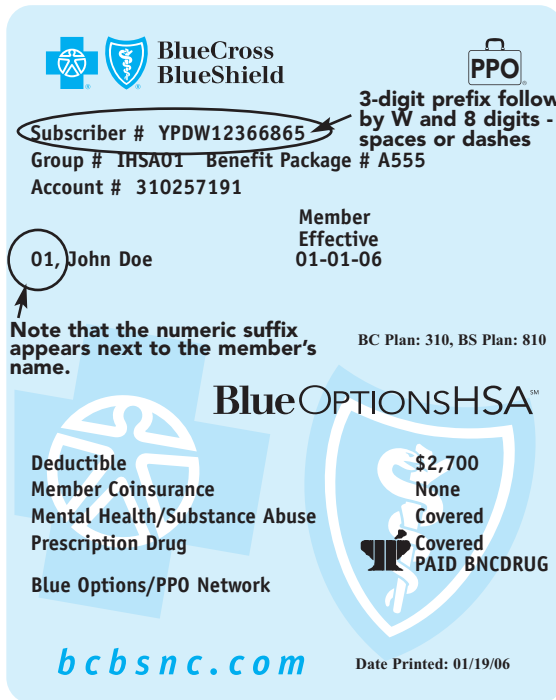 BlueCross
BlueShield
PPO
3-digit prefix follow
by W and 8 digits -
spaces or dashes
Subscriber # YPDW12366865
Group # IHSA01 Benefit Package # A555
Account # 310257191
Member
Effective
01, John Doe 01-01-06
Note that the numeric suffix
appears next to the member's
name.
BC Plan: 310, BS Plan: 810
BlueOPTIONSHSA SM
Deductible $2,700
Member Coinsurance None
Mental Health/Substance Abuse Covered
Prescription Drug Covered
PAID BNCDRUG
Blue Options/PPO Network
bcbsnc.com
Date Printed: 01/19/06